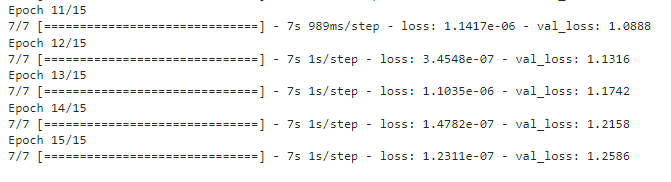 Epoch 11/15
7/7 [==============================] - 7s 989ms/step - loss: 1.1417e-06 - val_loss: 1.0888
Epoch 12/15
7/7 [==============================] - 7s 1s/step - loss: 3.4548e-07 - val_loss: 1.1316
Epoch 13/15
7/7 [==============================] - 7s 1s/step - loss: 1.1035e-06 - val_loss: 1.1742
Epoch 14/15
7/7 [==============================] - 7s 1s/step - loss: 1.4782e-07 - val_loss: 1.2158
Epoch 15/15
7/7 [==============================] - 7s 1s/step - loss: 1.2311e-07 - val_loss: 1.2586